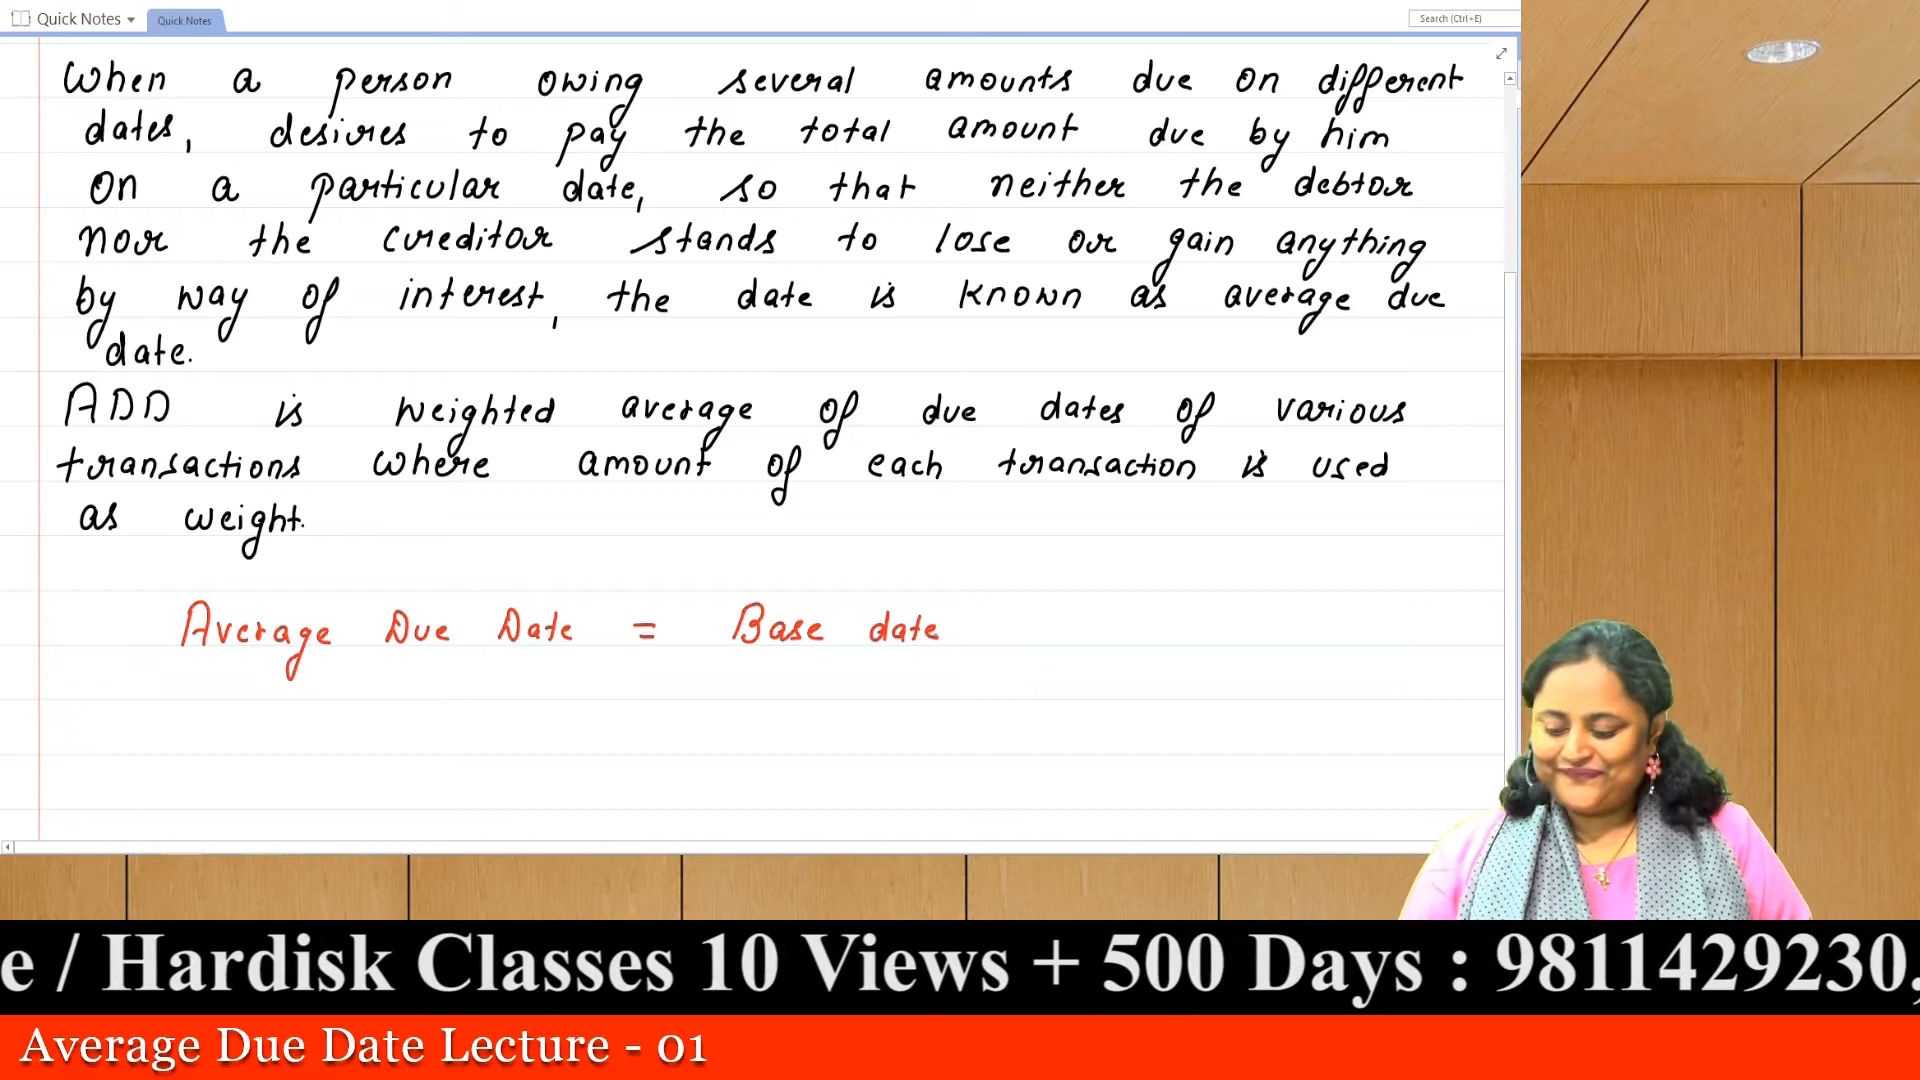 Quick Notes
Quick Notes
Search (Ctrl+E)
When a person owing several amounts due on different
dates, desires to pay the total amount due by him
on a particular date, so that neither the debtor
nor the creditor stands to lose or gain anything
by way of interest, the date is known as average due
date.
ADD is weighted average of due dates of various
transactions where amount of each transaction is used
as weight.
Average Due Date = Base date
e / Hardisk Classes 10 Views + 500 Days : 9811429230,
Average Due Date Lecture - 01